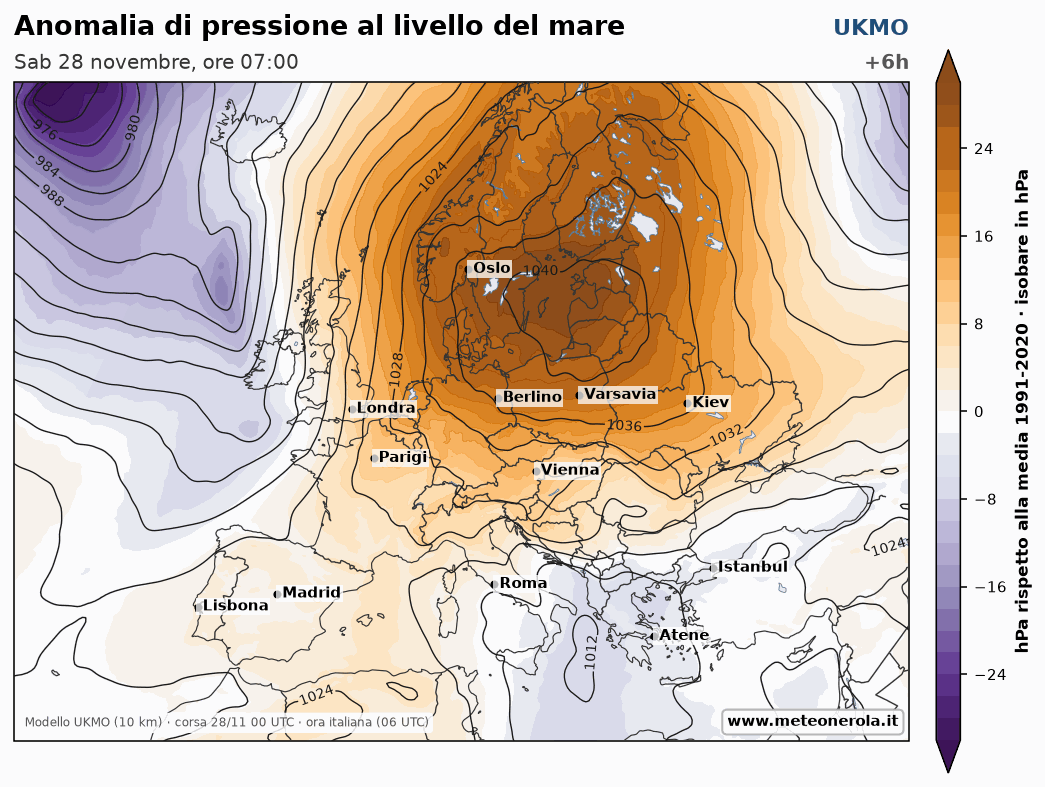 Anomalia di pressione al livello del mare
UKMO
Sab 28 novembre, ore 07:00
+6h
976
980
984
988
1024
Oslo
1040
1028
Londra
Berlino
Varsavia
Kiev
1036
1032
Parigi
Vienna
1024
Istanbul
Roma
Madrid
Lisbona
Atene
1012
1024
Modello UKMO (10 km) · corsa 28/11 00 UTC · ora italiana (06 UTC)
www.meteonerola.it
24
16
8
0
−8
−16
−24
hPa rispetto alla media 1991-2020 · isobare in hPa